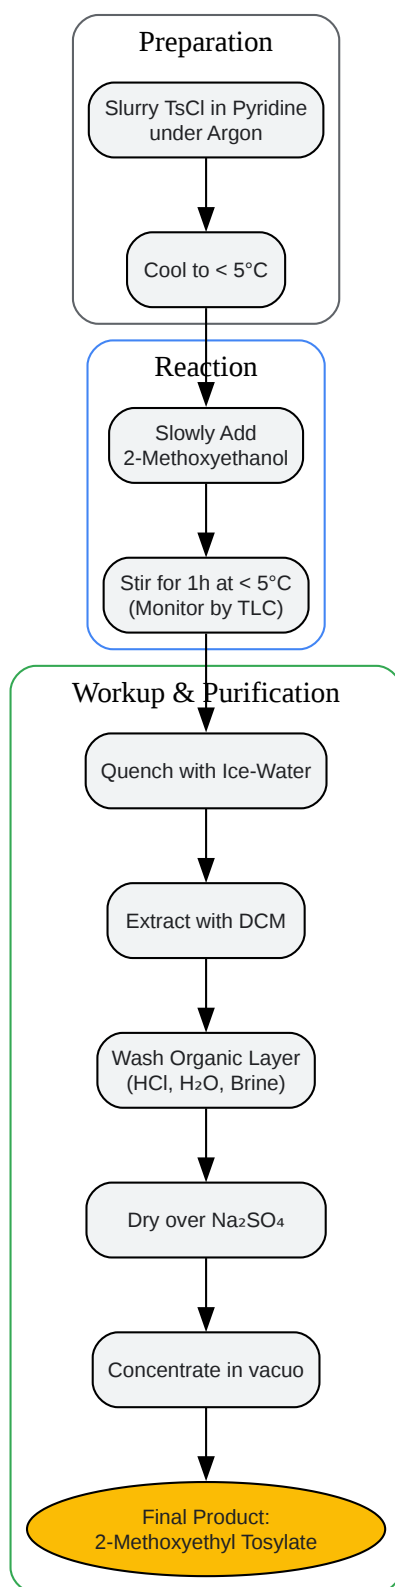 Preparation
Slurry TsCl in Pyridine
under Argon
Cool to < 5°C
Reaction
Slowly Add
2-Methoxyethanol
Stir for 1h at < 5°C
(Monitor by TLC)
Workup & Purification
Quench with Ice-Water
Extract with DCM
Wash Organic Layer
(HCl, H₂O, Brine)
Dry over Na₂SO₄
Concentrate in vacuo
Final Product:
2-Methoxyethyl Tosylate